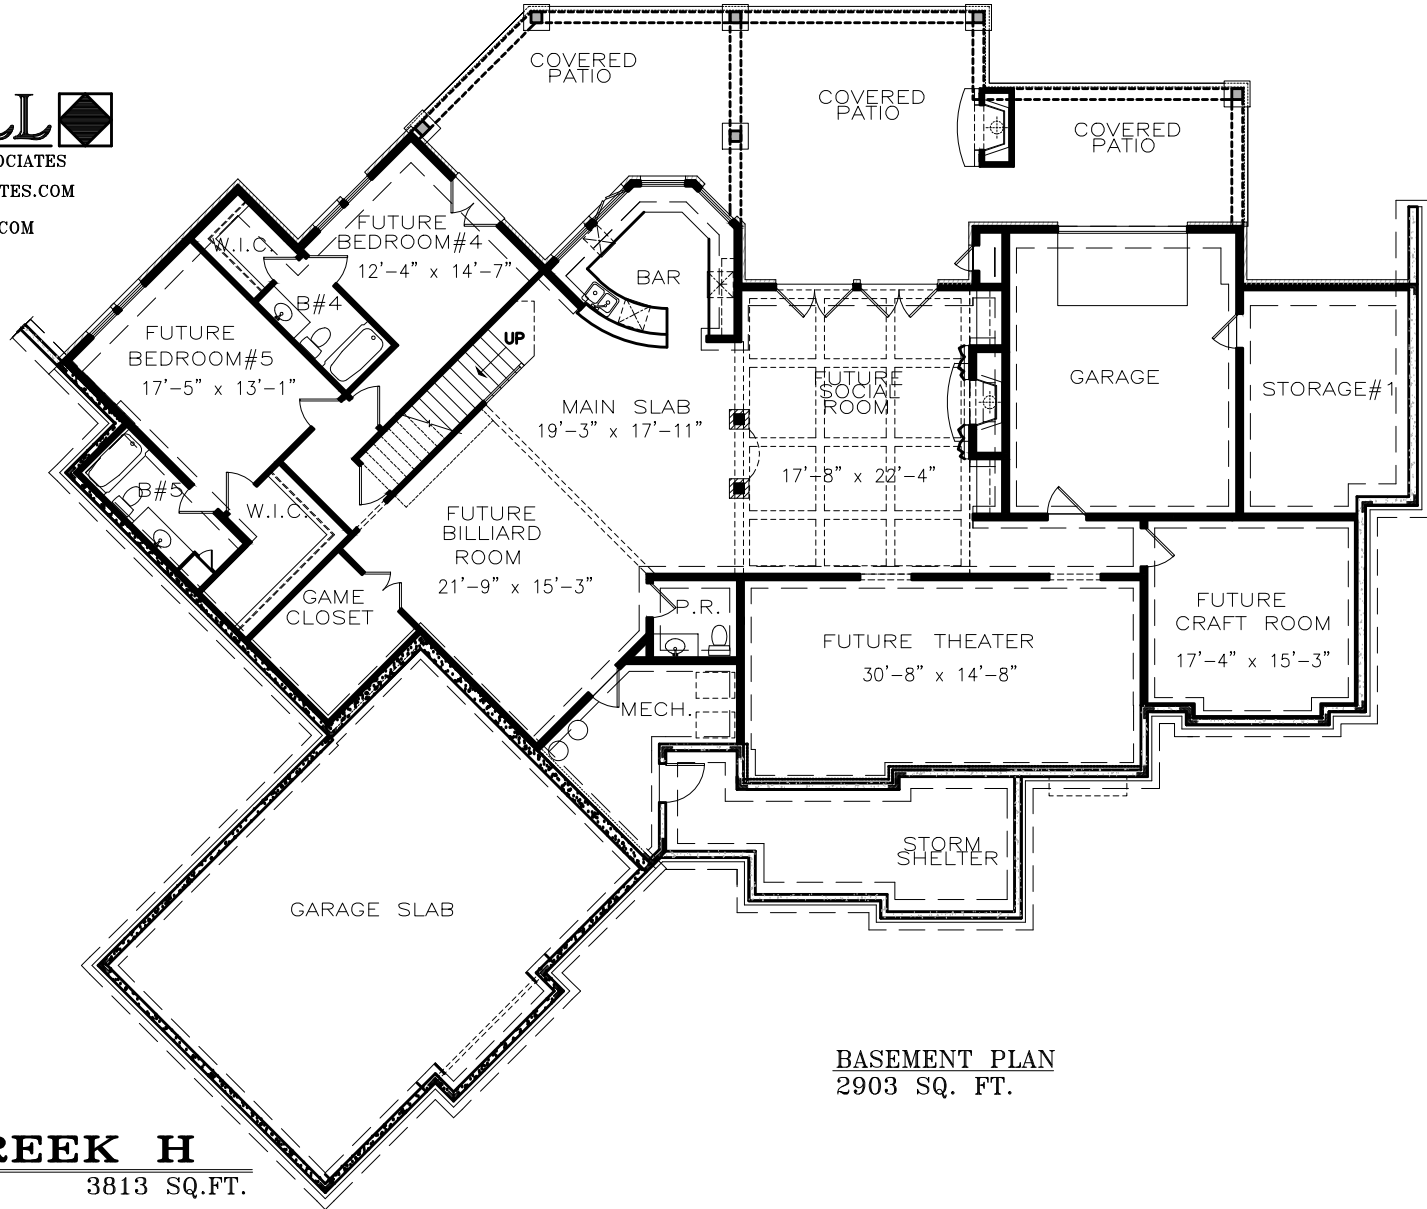 COVERED
PATIO
COVERED
PATIO
COVERED
PATIO
TES.COM
COM
W.I.C.
FUTURE
BEDROOM#4
12'-4" x 14'-7"
B#4
BAR
UP
FUTURE
BEDROOM#5
17'-5" x 13'-1"
MAIN SLAB
19'-3" x 17'-11"
FUTURE
SOCIAL
ROOM
17'-8" x 22'-4"
GARAGE
STORAGE#1
B#5
W.I.C.
FUTURE
BILLIARD
ROOM
21'-9" x 15'-3"
GAME
CLOSET
P.R.
MECH.
FUTURE THEATER
30'-8" x 14'-8"
FUTURE
CRAFT ROOM
17'-4" x 15'-3"
STORM
SHELTER
GARAGE SLAB
BASEMENT PLAN
2903 SQ. FT.
REEK H
3813 SQ.FT.